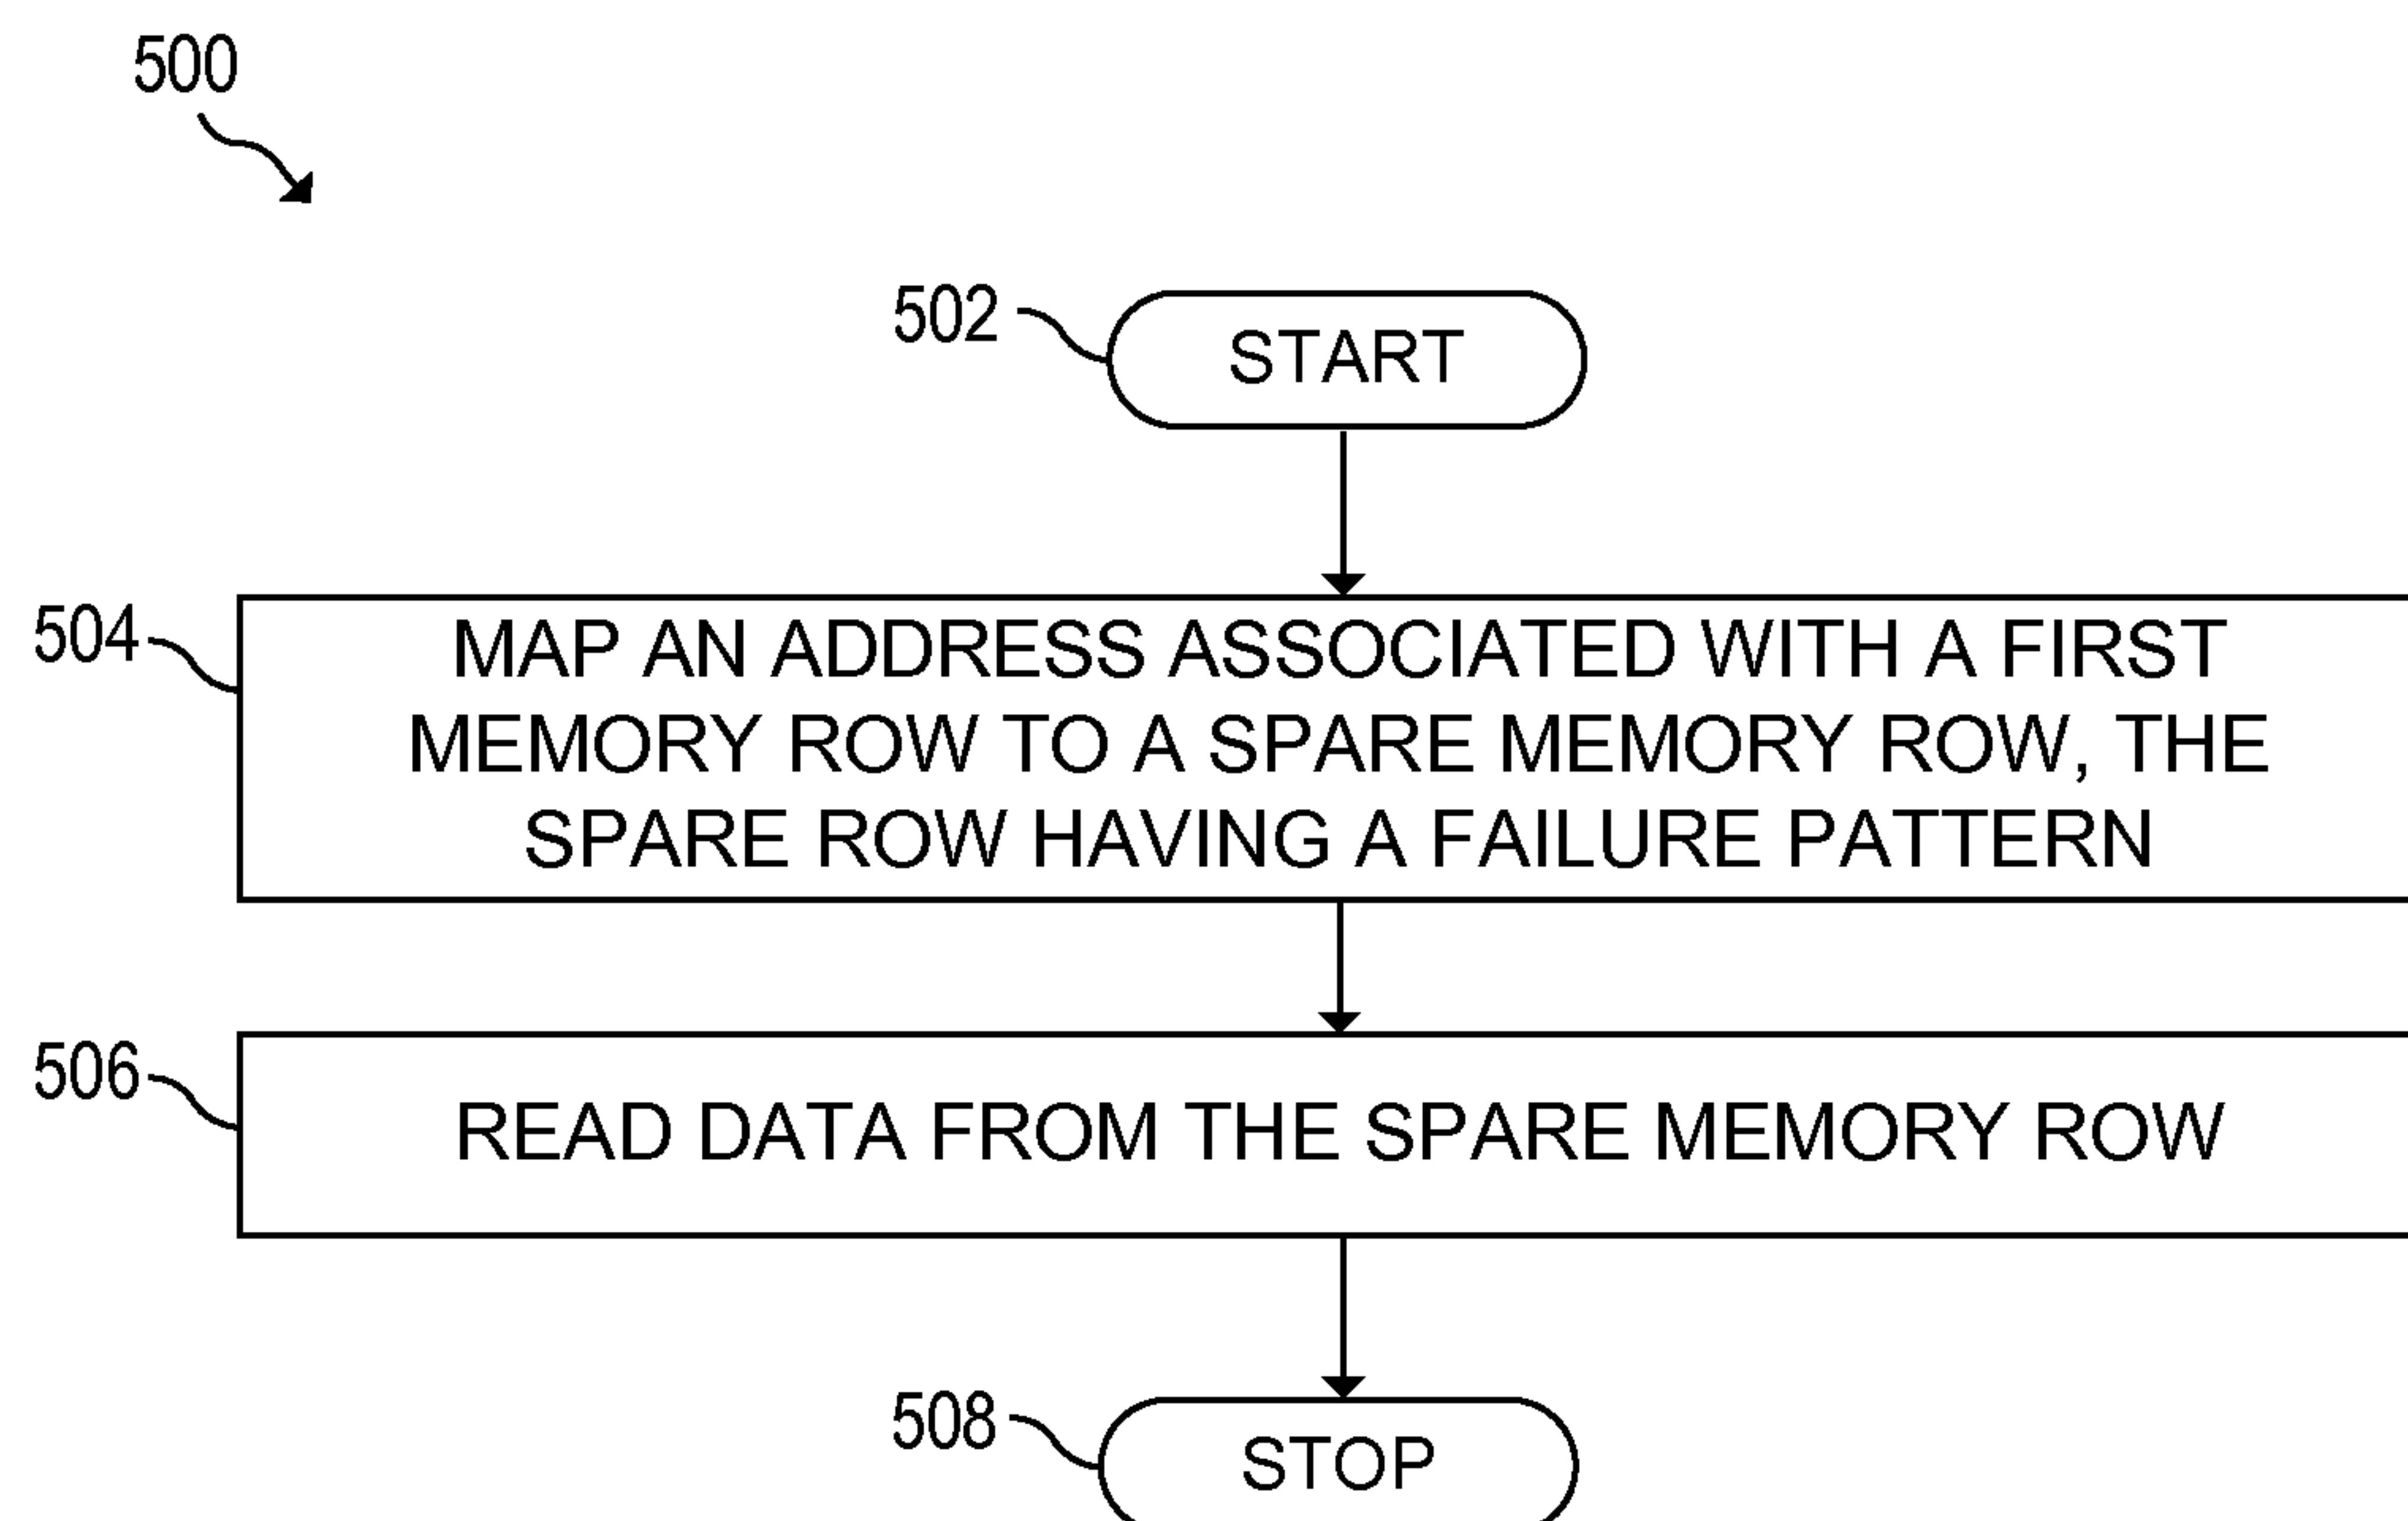 500
502
START
504
MAP AN ADDRESS ASSOCIATED WITH A FIRST
MEMORY ROW TO A SPARE MEMORY ROW, THE
SPARE ROW HAVING A FAILURE PATTERN
506
READ DATA FROM THE SPARE MEMORY ROW
508
STOP